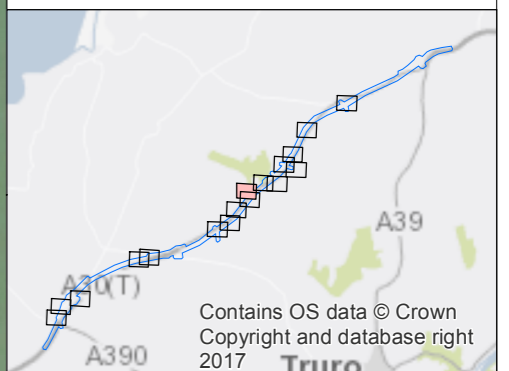 A39
A30(T)
Contains OS data © Crown
Copyright and database right
2017
A390
Truro